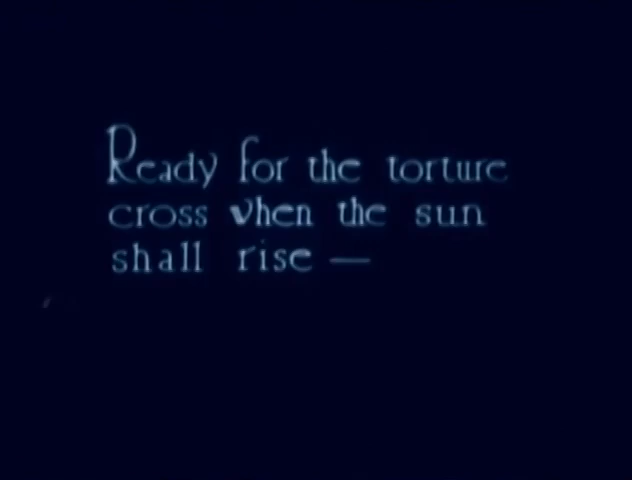 Ready for the torture
cross when the sun
shall rise —